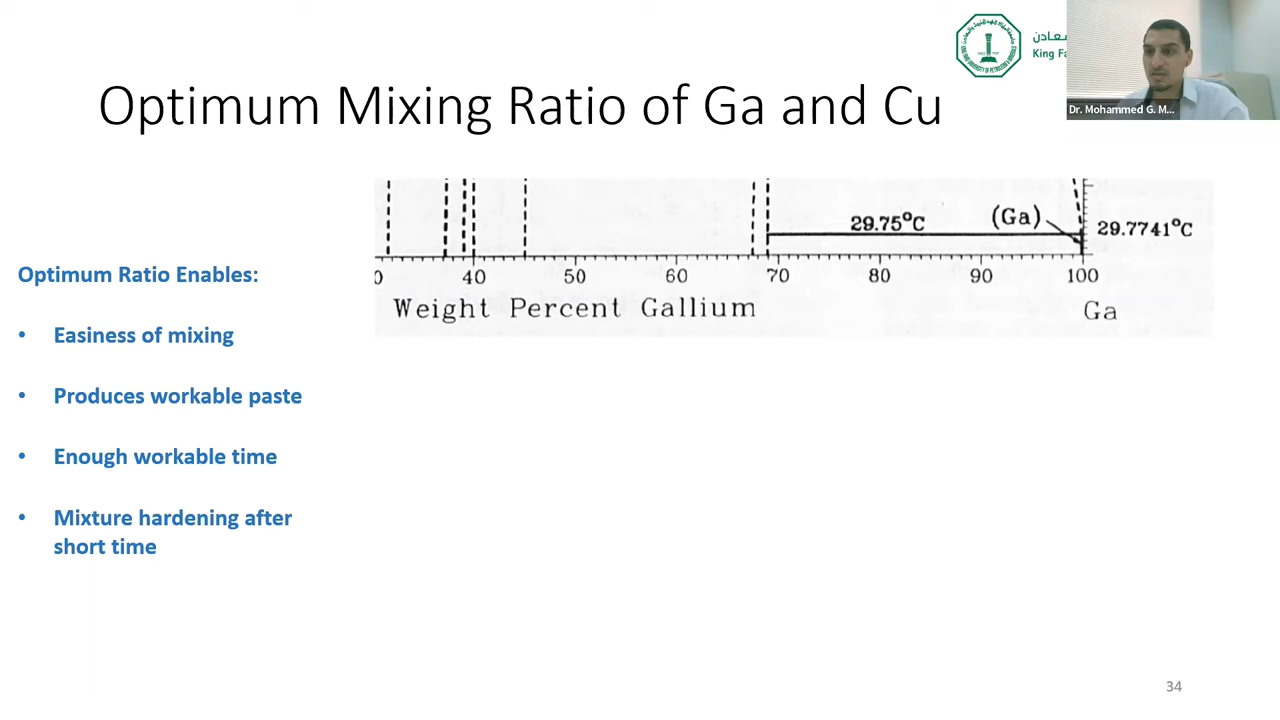 معادن
King Fa
Dr. Mohammed G. M...
Optimum Mixing Ratio of Ga and Cu
29.75°C
(Ga)
29.7741°C
0 40 50 60 70 80 90 100
Weight Percent Gallium
Ga
Optimum Ratio Enables:
• Easiness of mixing
• Produces workable paste
• Enough workable time
• Mixture hardening after
short time
34